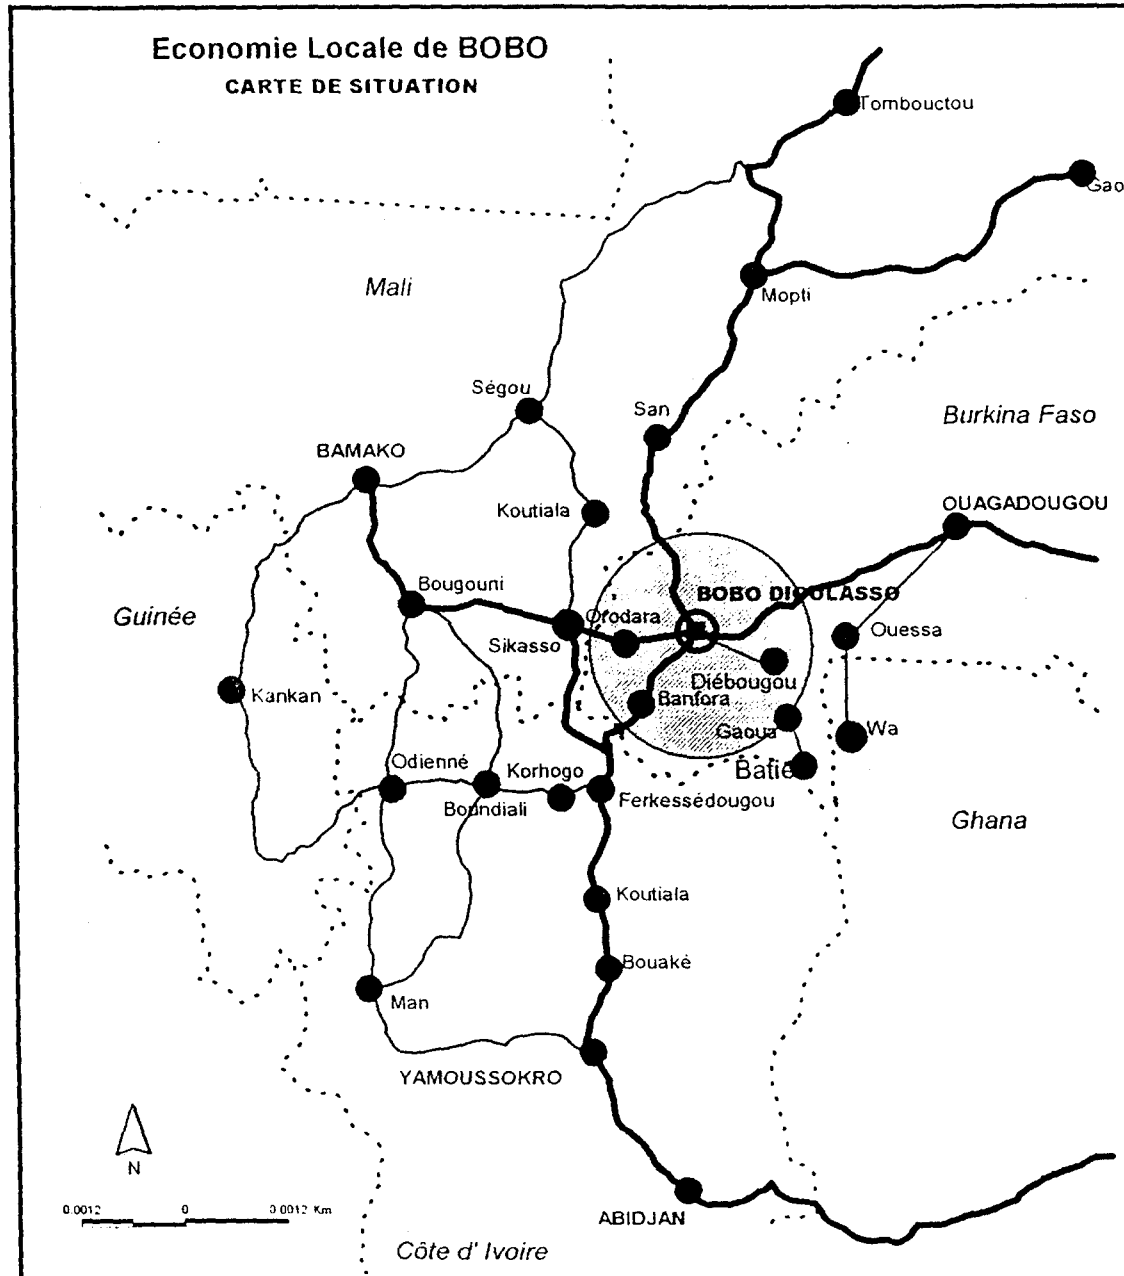 Economie Locale de BOBO
CARTE DE SITUATION
Tombouctou
Gao
Mali
Mopti
Ségou
San
Burkina Faso
BAMAKO
Koutiala
OUAGADOUGOU
Bougouni
BOBO DIOULASSO
Guinée
Orodara
Ouessa
Sikasso
Diébougou
Kankan
Banfora
Gaoua
Wa
Odienné
Korhogo
Batié
Boundiali
Ferkessédougou
Ghana
Koutiala
Bouaké
Man
YAMOUSSOKRO
N
0.0012 0 0.0012 Km
ABIDJAN
Côte d' Ivoire